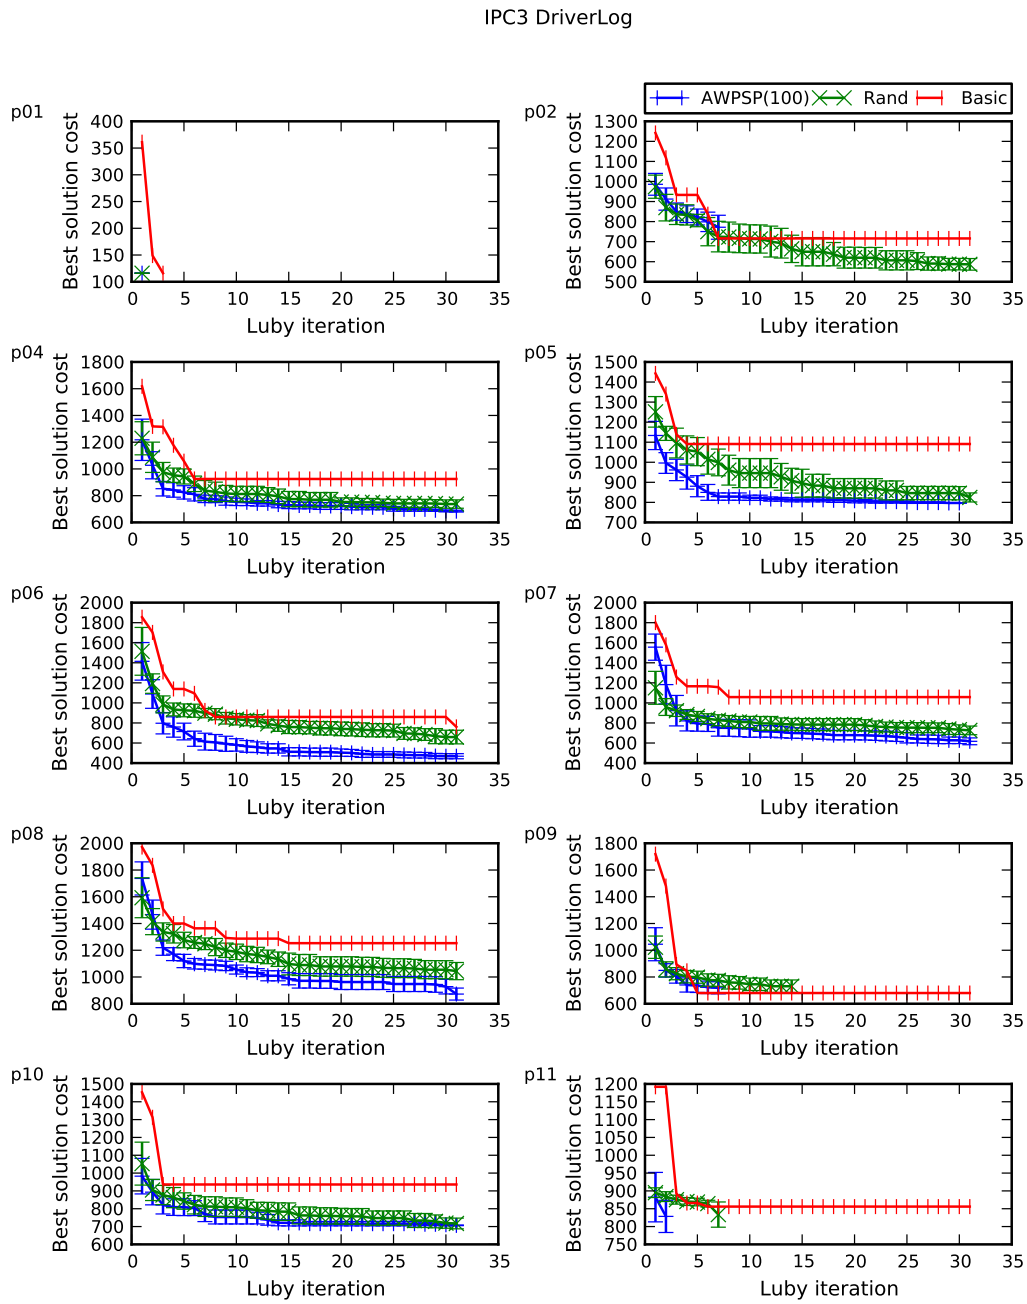 IPC3 DriverLog
AWPSP(100) Rand Basic
p01
400
350
300
250
200
150
100
Best solution cost
0 5 10 15 20 25 30 35
Luby iteration
p02
1300
1200
1100
1000
900
800
700
600
500
Best solution cost
0 5 10 15 20 25 30 35
Luby iteration
p04
1800
1600
1400
1200
1000
800
600
Best solution cost
0 5 10 15 20 25 30 35
Luby iteration
p05
1500
1400
1300
1200
1100
1000
900
800
700
Best solution cost
0 5 10 15 20 25 30 35
Luby iteration
p06
2000
1800
1600
1400
1200
1000
800
600
400
Best solution cost
0 5 10 15 20 25 30 35
Luby iteration
p07
2000
1800
1600
1400
1200
1000
800
600
400
Best solution cost
0 5 10 15 20 25 30 35
Luby iteration
p08
2000
1800
1600
1400
1200
1000
800
Best solution cost
0 5 10 15 20 25 30 35
Luby iteration
p09
1800
1600
1400
1200
1000
800
600
Best solution cost
0 5 10 15 20 25 30 35
Luby iteration
p10
1500
1400
1300
1200
1100
1000
900
800
700
600
Best solution cost
0 5 10 15 20 25 30 35
Luby iteration
p11
1200
1150
1100
1050
1000
950
900
850
800
750
Best solution cost
0 5 10 15 20 25 30 35
Luby iteration